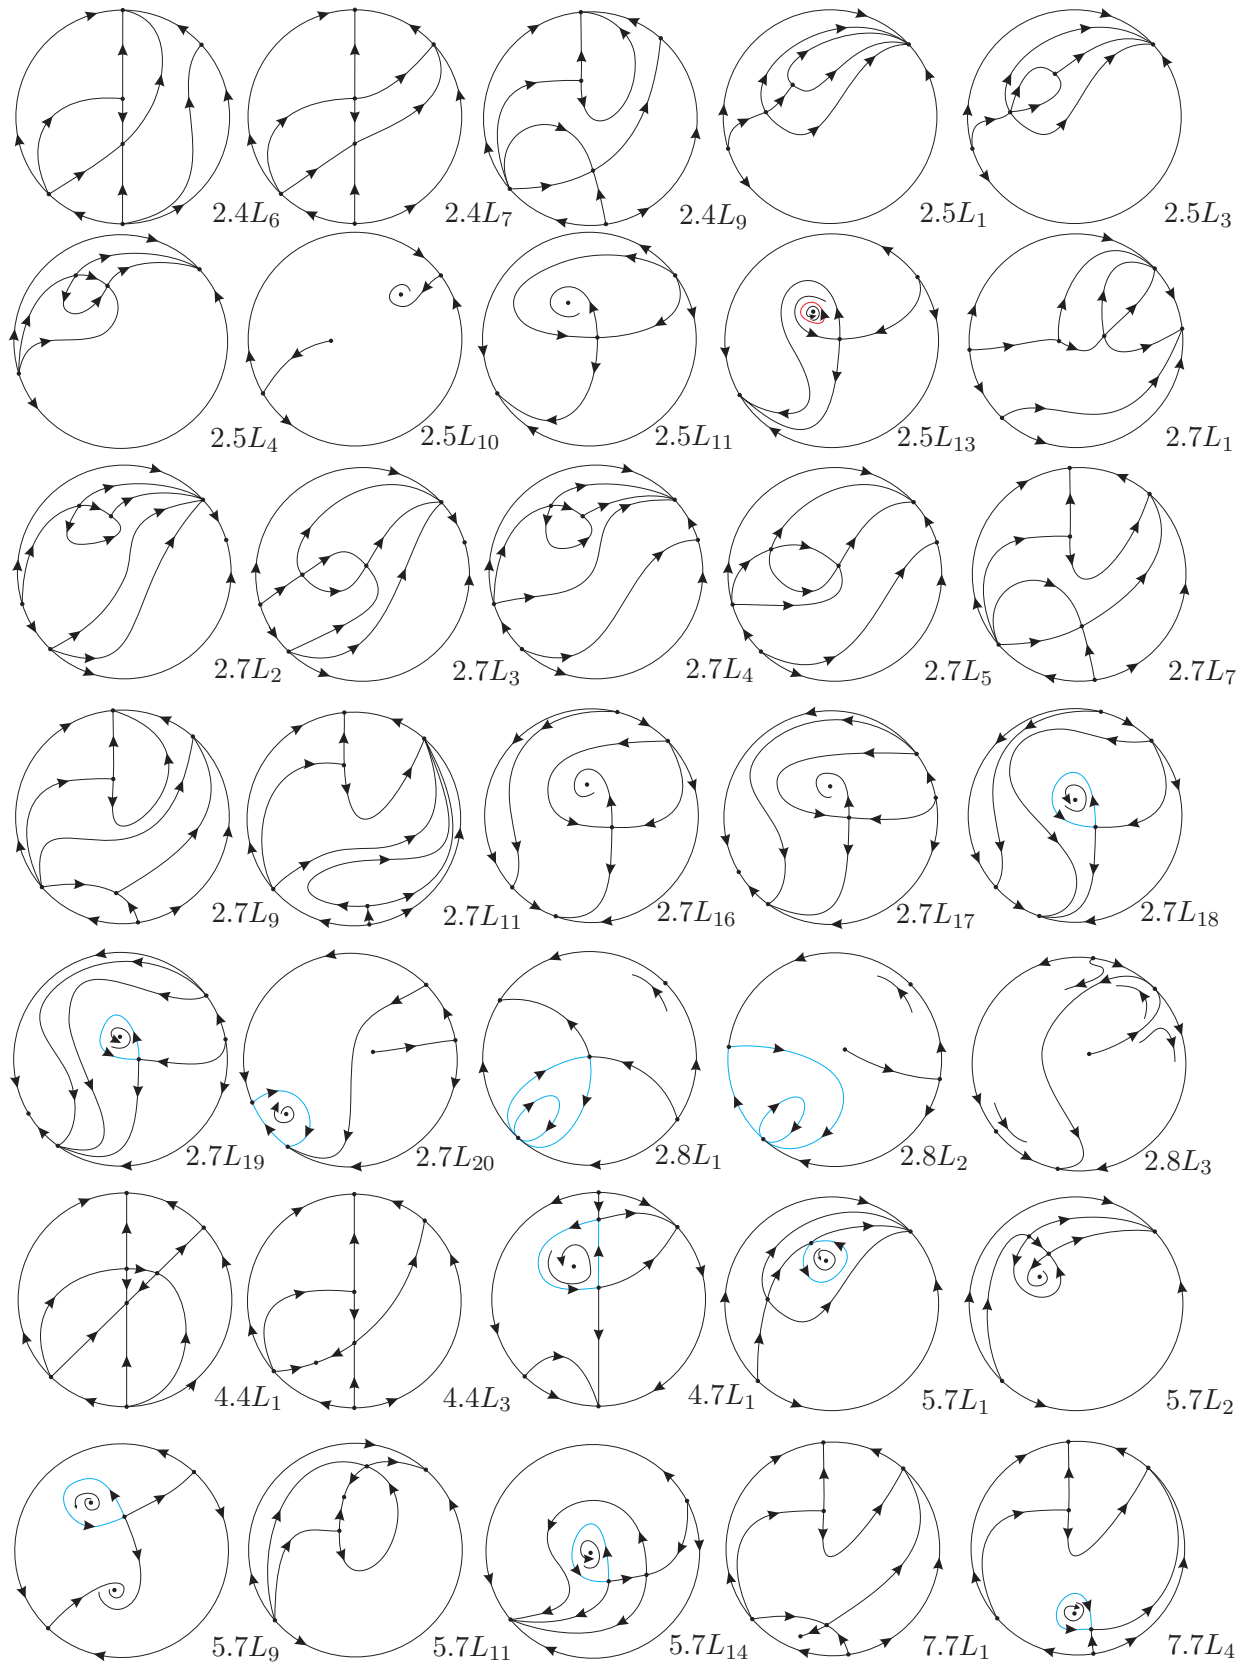 2.4L₆ 2.4L₇ 2.4L₉ 2.5L₁ 2.5L₃
2.5L₄ 2.5L₁₀ 2.5L₁₁ 2.5L₁₃ 2.7L₁
2.7L₂ 2.7L₃ 2.7L₄ 2.7L₅ 2.7L₇
2.7L₉ 2.7L₁₁ 2.7L₁₆ 2.7L₁₇ 2.7L₁₈
2.7L₁₉ 2.7L₂₀ 2.8L₁ 2.8L₂ 2.8L₃
4.4L₁ 4.4L₃ 4.7L₁ 5.7L₁ 5.7L₂
5.7L₉ 5.7L₁₁ 5.7L₁₄ 7.7L₁ 7.7L₄